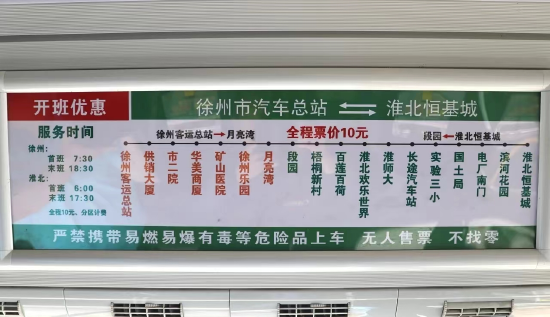 开班优惠
徐州市汽车总站 ⇌ 淮北恒基城
服务时间
徐州：
首班 7:30
末班 18:30
淮北：
首班 6:00
末班 17:30
全程10元、分区计费
徐州客运总站→月亮湾
全程票价10元
段园←淮北恒基城
徐州客运总站
供销大厦
市二院
华美商厦
矿山医院
徐州乐园
月亮湾
段园
梧桐新村
百莲百荷
淮北欢乐世界
淮师大
长途汽车站
实验三小
国土局
电厂南门
滨河花园
淮北恒基城
严禁携带易燃易爆有毒等危险品上车 无人售票 不找零